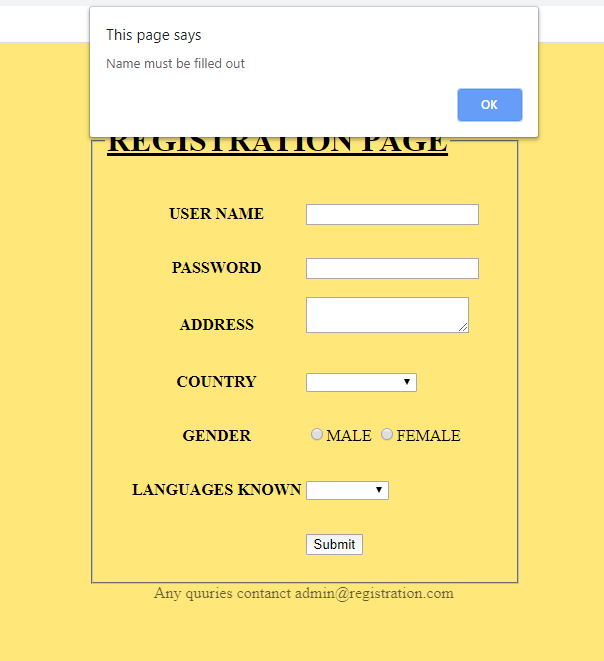 This page says
Name must be filled out
OK
REGISTRATION PAGE
USER NAME
PASSWORD
ADDRESS
COUNTRY
GENDER MALE FEMALE
LANGUAGES KNOWN
Submit
Any quuries contanct admin@registration.com